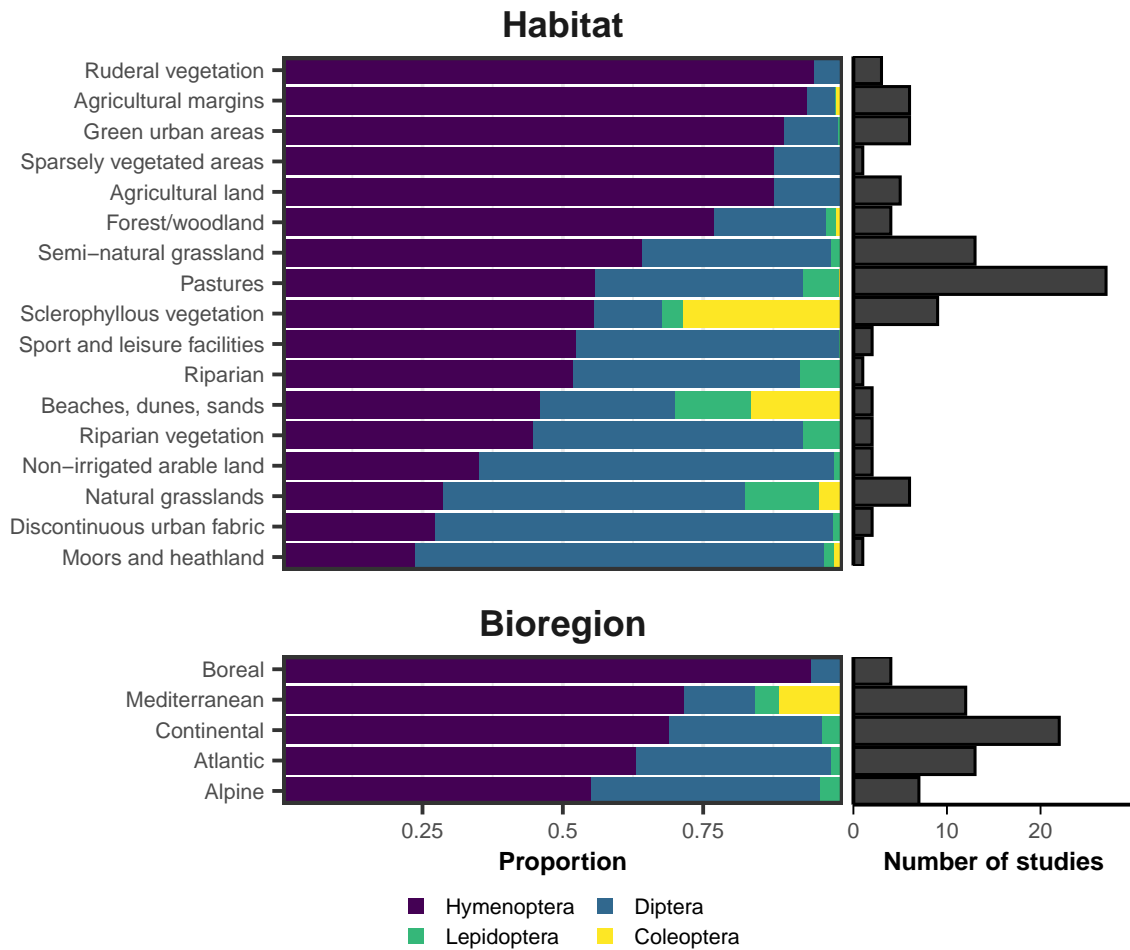 Habitat
Ruderal vegetation
Agricultural margins
Green urban areas
Sparsely vegetated areas
Agricultural land
Forest/woodland
Semi−natural grassland
Pastures
Sclerophyllous vegetation
Sport and leisure facilities
Riparian
Beaches, dunes, sands
Riparian vegetation
Non−irrigated arable land
Natural grasslands
Discontinuous urban fabric
Moors and heathland
Bioregion
Boreal
Mediterranean
Continental
Atlantic
Alpine
0.25 0.5 0.75 0 10 20
Proportion Number of studies
Hymenoptera Diptera
Lepidoptera Coleoptera